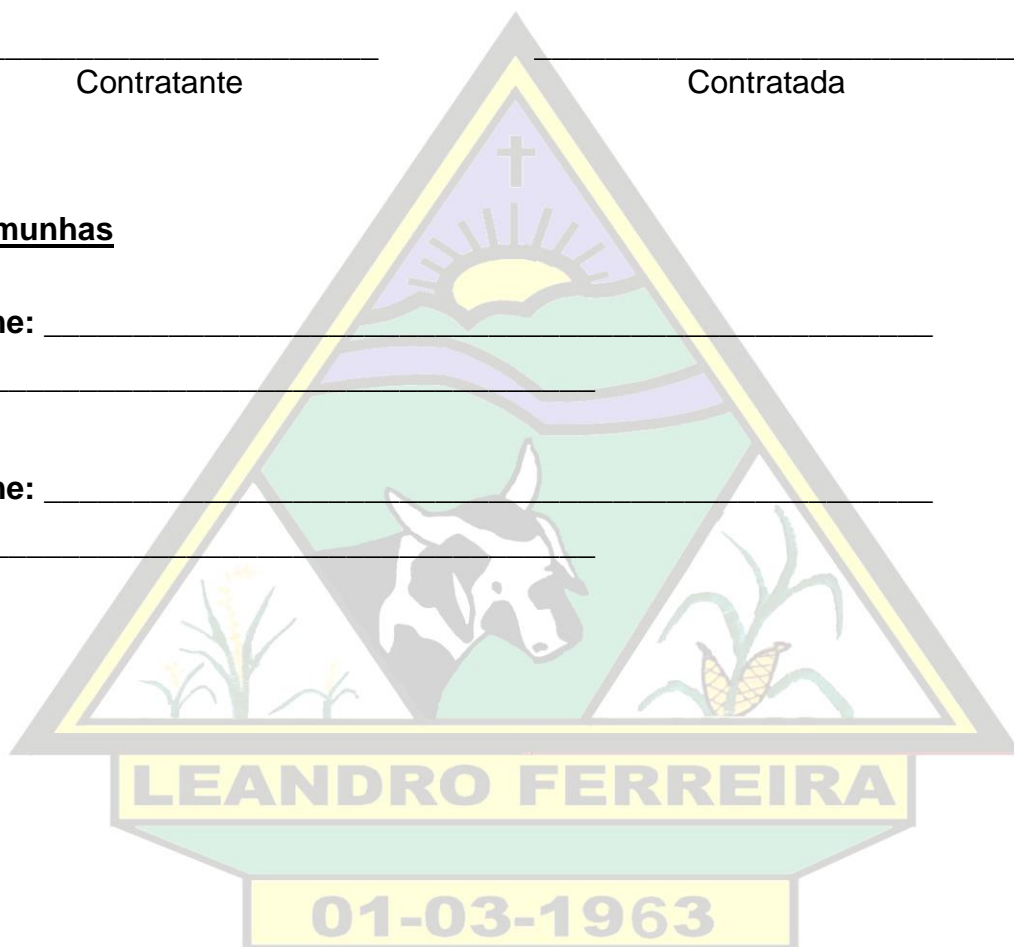 Contratante Contratada
munhas
ne: 
ne: 
LEANDRO FERREIRA
01-03-1963